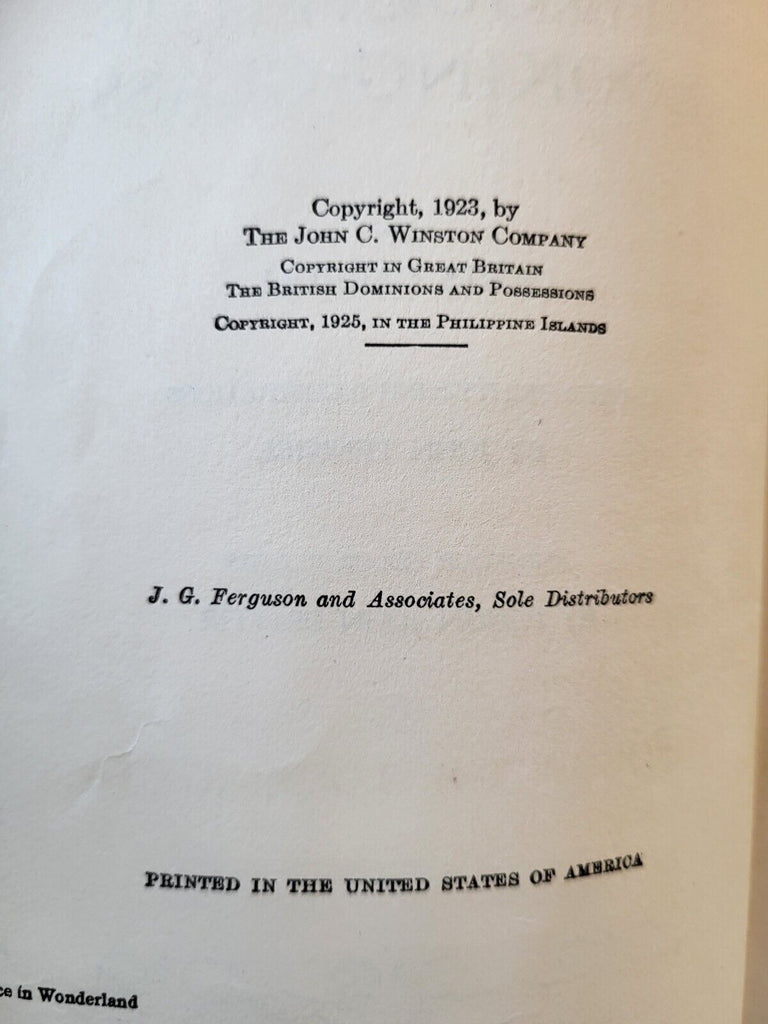 Copyright, 1923, by
THE JOHN C. WINSTON COMPANY
COPYRIGHT IN GREAT BRITAIN
THE BRITISH DOMINIONS AND POSSESSIONS
COPYRIGHT, 1925, IN THE PHILIPPINE ISLANDS
J. G. Ferguson and Associates, Sole Distributors
PRINTED IN THE UNITED STATES OF AMERICA
in Wonderland